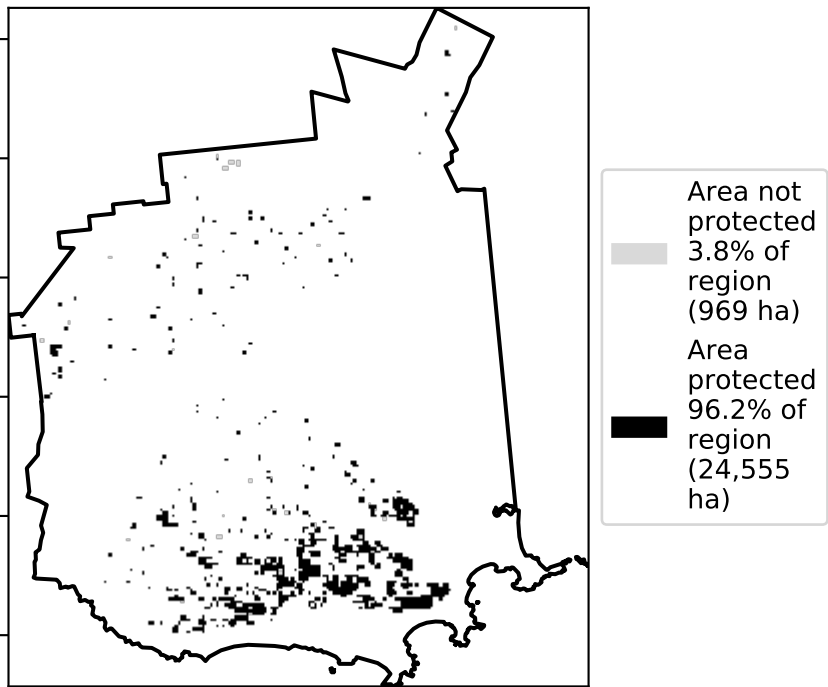 Area not
protected
3.8% of
region
(969 ha)
Area
protected
96.2% of
region
(24,555
ha)